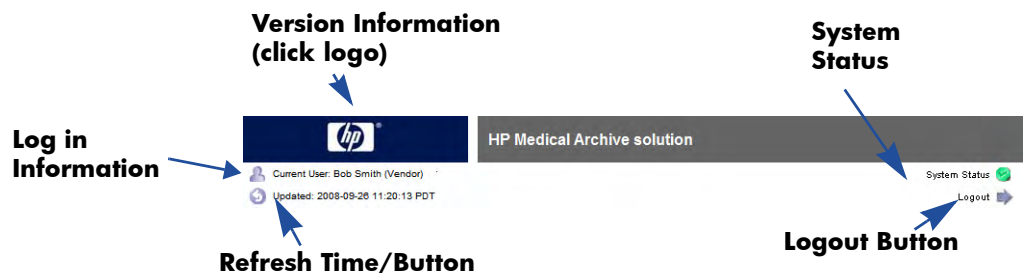 Version Information
(click logo)
System
Status
hp
HP Medical Archive solution
Log in
Information
Current User: Bob Smith (Vendor)
System Status
Updated: 2008-09-26 11:20:13 PDT
Logout
Logout Button
Refresh Time/Button